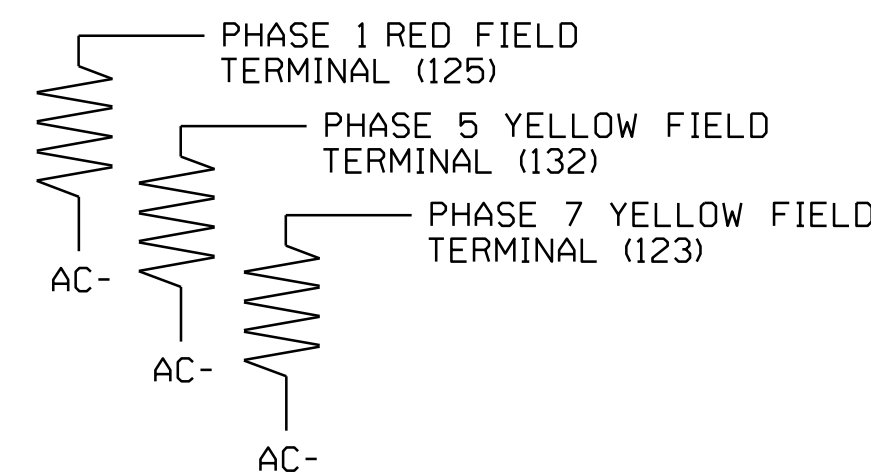 PHASE 1 RED FIELD
TERMINAL (125)
PHASE 5 YELLOW FIELD
TERMINAL (132)
PHASE 7 YELLOW FIELD
TERMINAL (123)
AC-
AC-
AC-